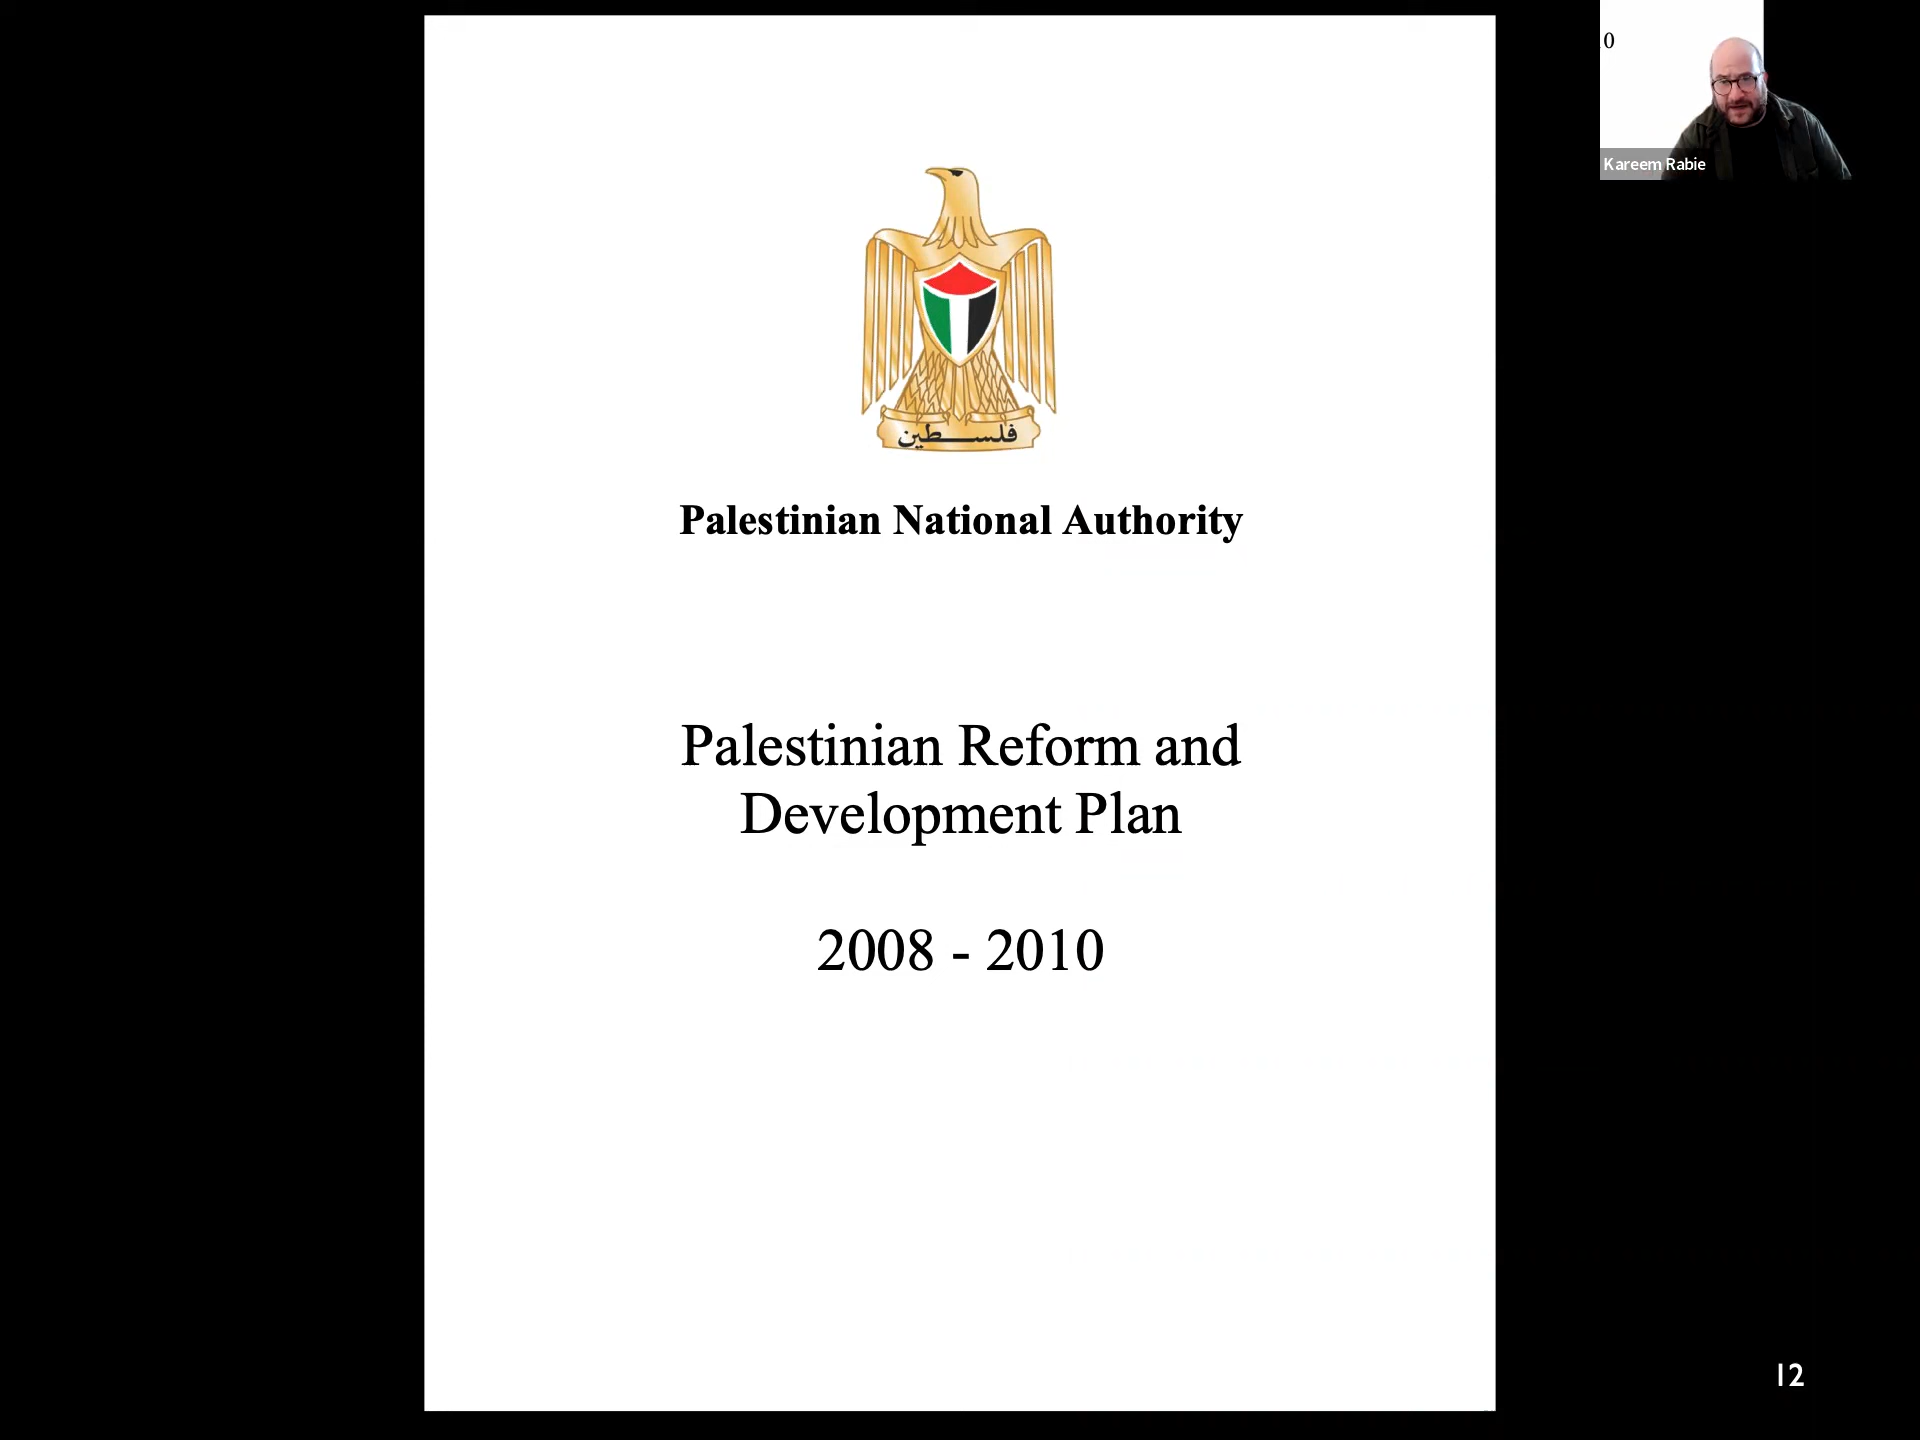 0
Kareem Rabie
فلسطين
Palestinian National Authority
Palestinian Reform and
Development Plan
2008 - 2010
12